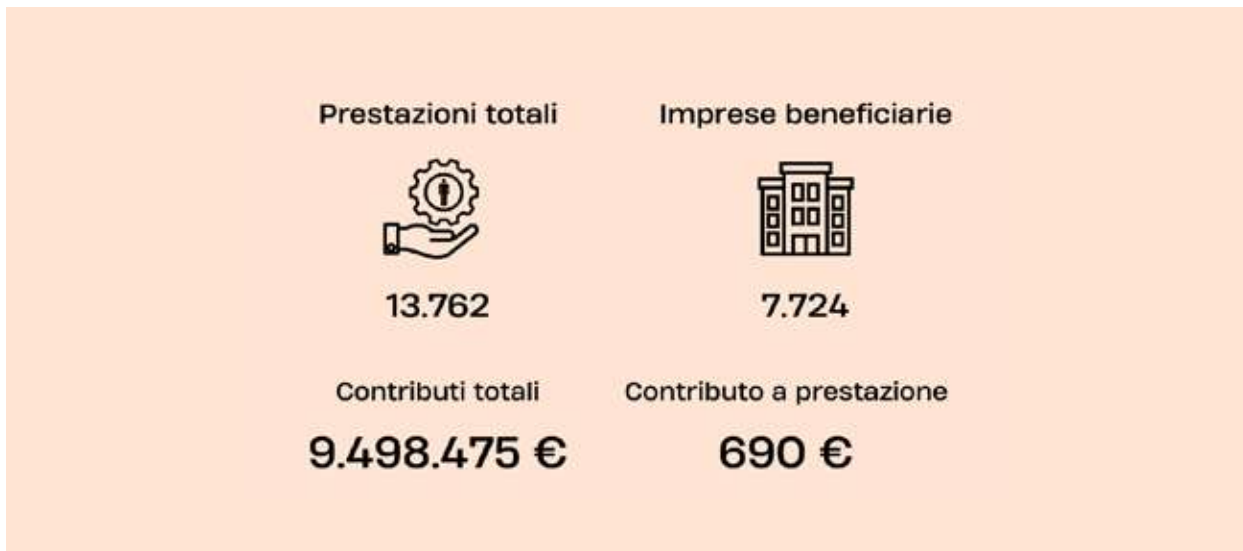 Prestazioni totali
Imprese beneficiarie
13.762
7.724
Contributi totali
Contributo a prestazione
9.498.475 €
690 €